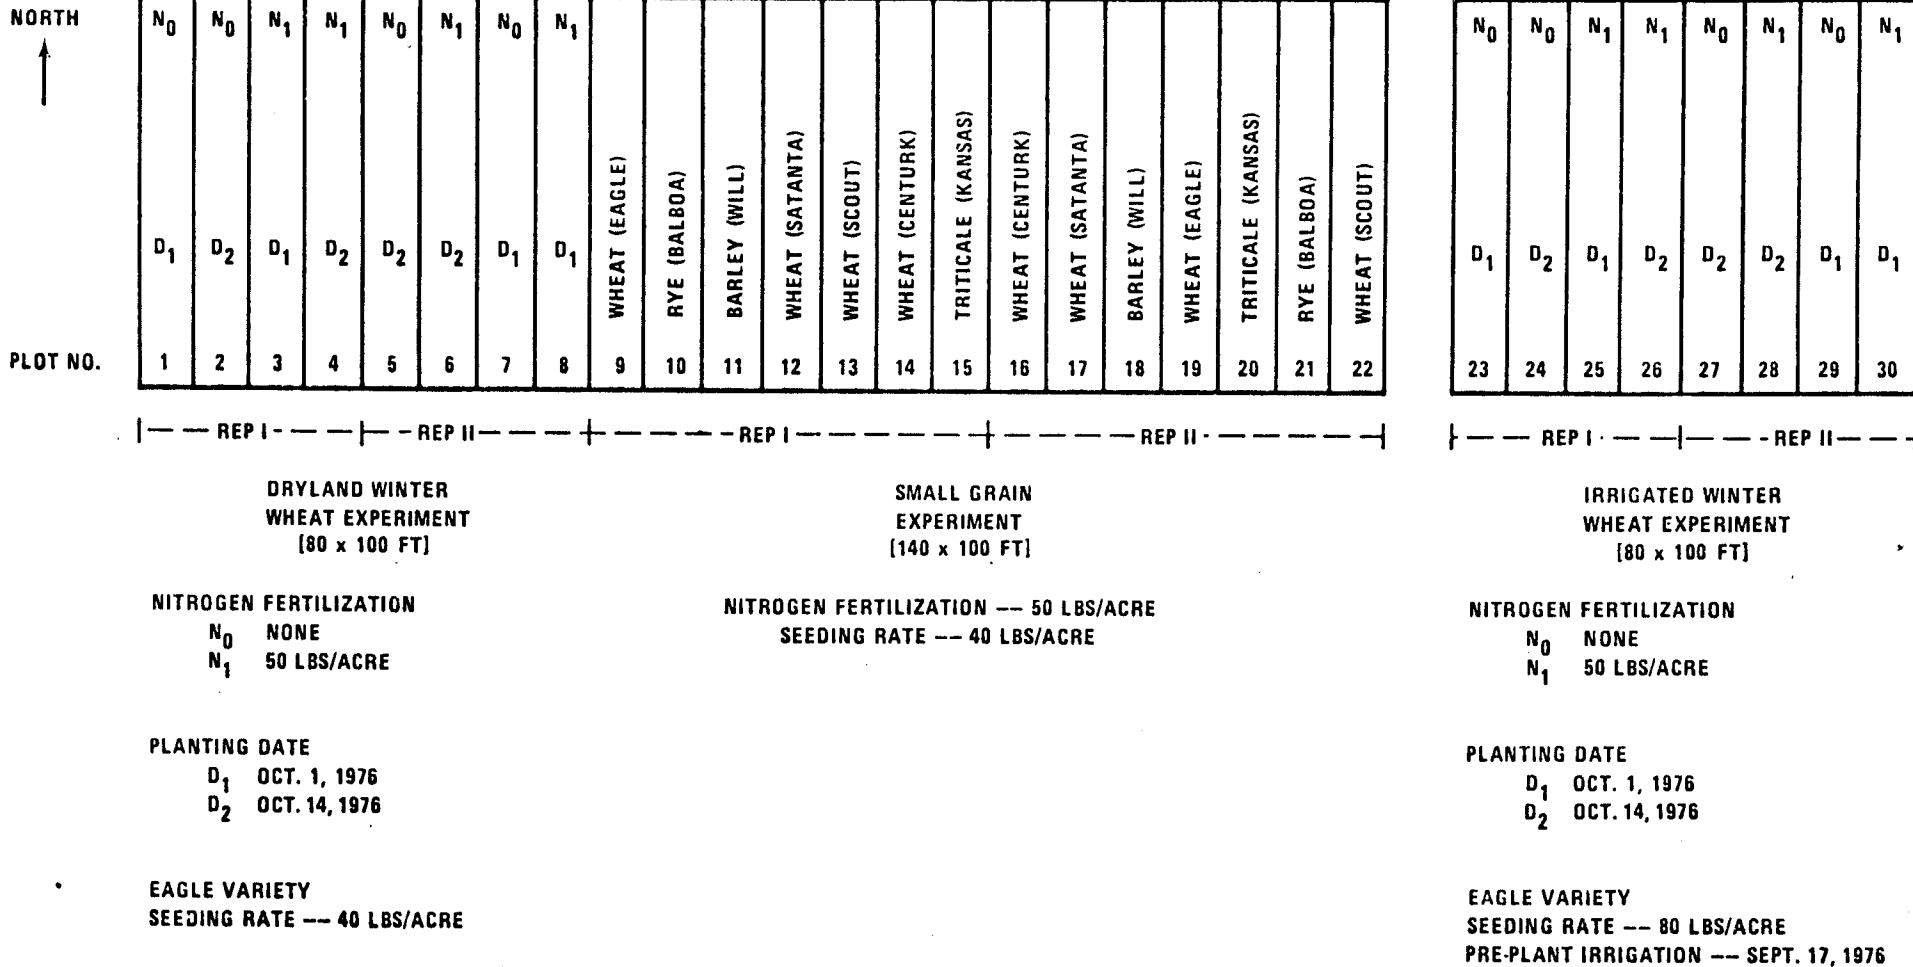 NORTH N0 N0 N1 N1 N0 N1 N0 N1 N0 N0 N1 N1 N0 N1 N0 N1
WHEAT (EAGLE)
RYE (BALBOA)
BARLEY (WILL)
WHEAT (SATANTA)
WHEAT (SCOUT)
WHEAT (CENTURK)
TRITICALE (KANSAS)
WHEAT (CENTURK)
WHEAT (SATANTA)
BARLEY (WILL)
WHEAT (EAGLE)
TRITICALE (KANSAS)
RYE (BALBOA)
WHEAT (SCOUT)
D1 D2 D1 D2 D2 D2 D1 D1 D1 D2 D1 D2 D2 D2 D1 D1
PLOT NO. 1 2 3 4 5 6 7 8 9 10 11 12 13 14 15 16 17 18 19 20 21 22 23 24 25 26 27 28 29 30
REP I REP II REP I REP II REP I REP II
DRYLAND WINTER
WHEAT EXPERIMENT
[80 x 100 FT]
NITROGEN FERTILIZATION
N0 NONE
N1 50 LBS/ACRE
PLANTING DATE
D1 OCT. 1, 1976
D2 OCT. 14, 1976
EAGLE VARIETY
SEEDING RATE -- 40 LBS/ACRE
SMALL GRAIN
EXPERIMENT
[140 x 100 FT]
NITROGEN FERTILIZATION -- 50 LBS/ACRE
SEEDING RATE -- 40 LBS/ACRE
IRRIGATED WINTER
WHEAT EXPERIMENT
[80 x 100 FT]
NITROGEN FERTILIZATION
N0 NONE
N1 50 LBS/ACRE
PLANTING DATE
D1 OCT. 1, 1976
D2 OCT. 14, 1976
EAGLE VARIETY
SEEDING RATE -- 80 LBS/ACRE
PRE-PLANT IRRIGATION -- SEPT. 17, 1976